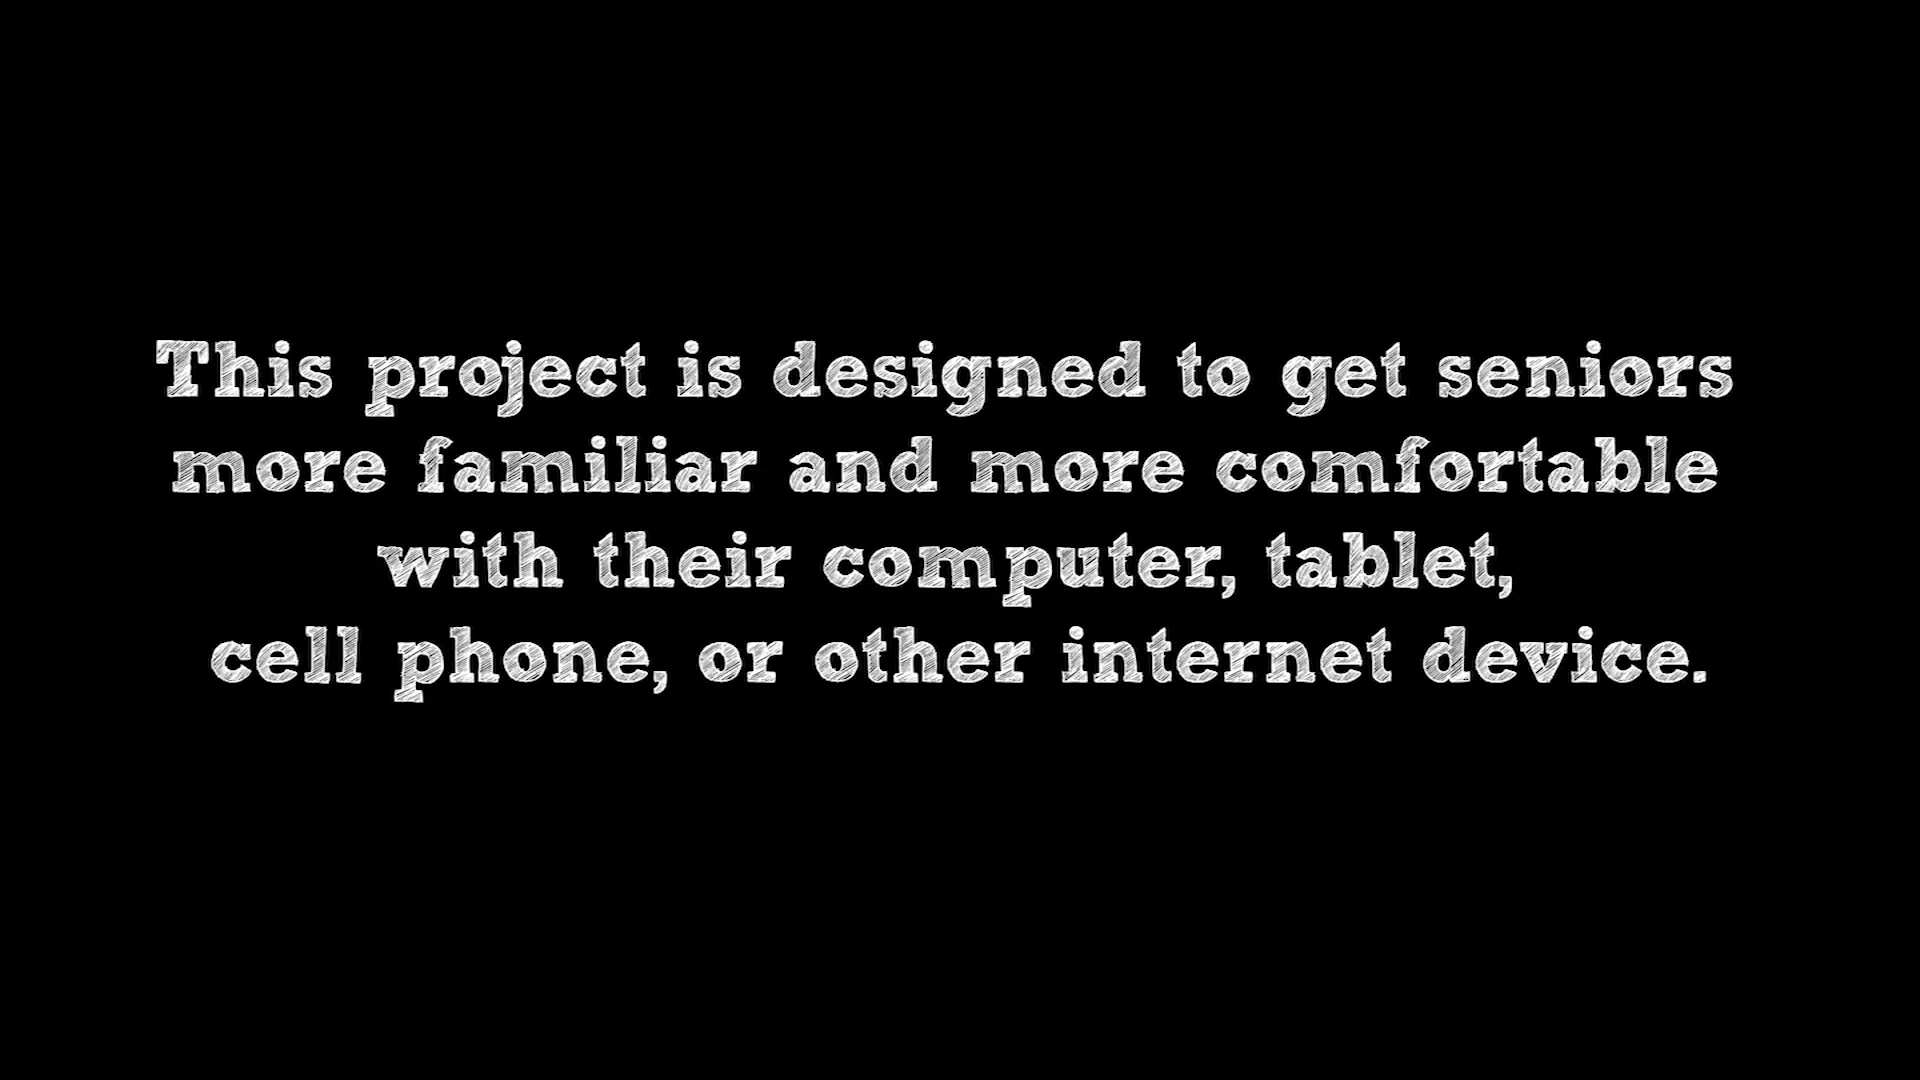 This project is designed to get seniors
more familiar and more comfortable
with their computer, tablet,
cell phone, or other internet device.